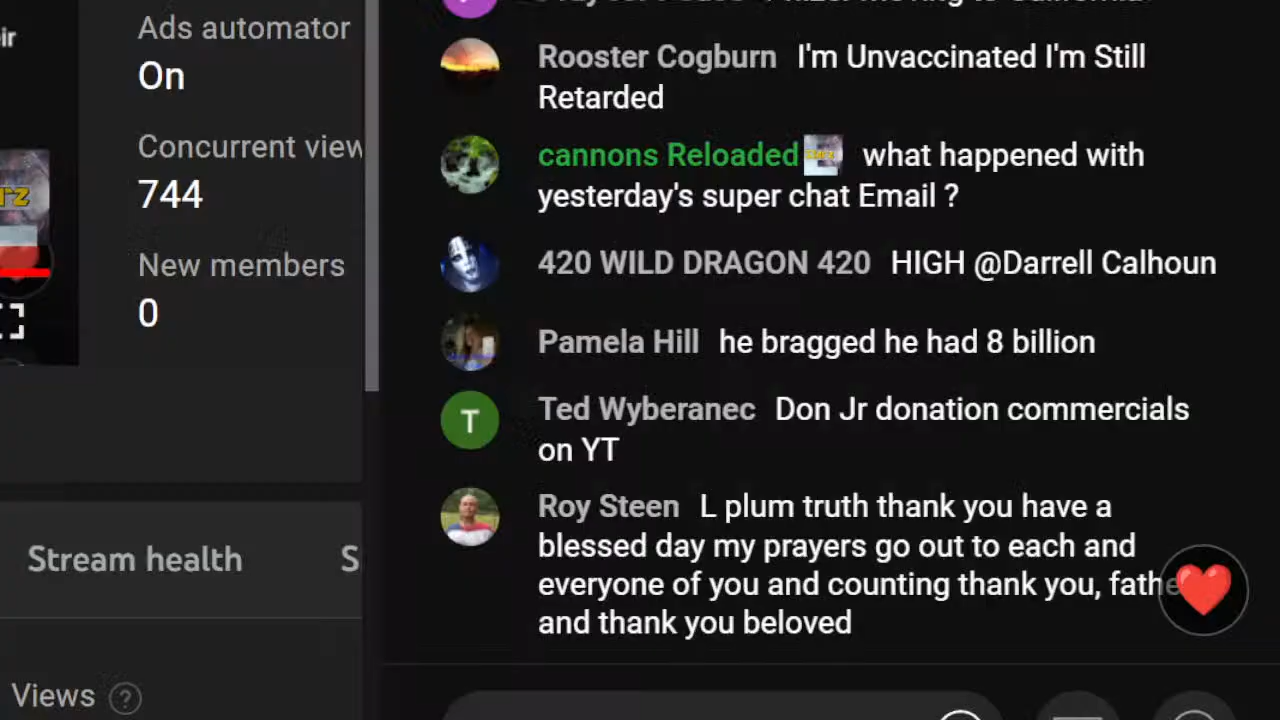 Ads automator
On
Concurrent view
744
New members
0
Stream health
S
Views ?
Rooster Cogburn I'm Unvaccinated I'm Still
Retarded
cannons Reloaded what happened with
yesterday's super chat Email ?
420 WILD DRAGON 420 HIGH @Darrell Calhoun
Pamela Hill he bragged he had 8 billion
T
Ted Wyberanec Don Jr donation commercials
on YT
Roy Steen L plum truth thank you have a
blessed day my prayers go out to each and
everyone of you and counting thank you, fathe
and thank you beloved